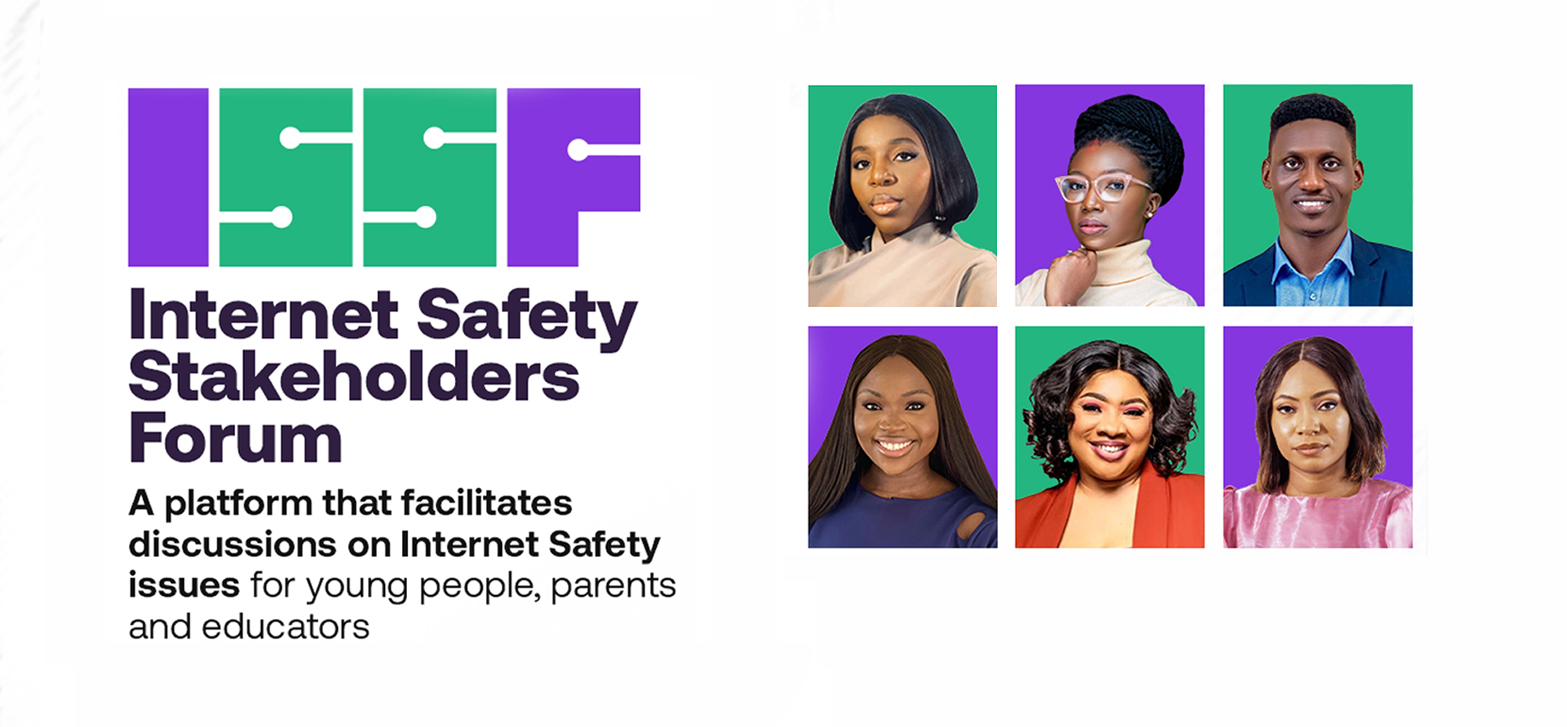 ISSF
Internet Safety
Stakeholders
Forum
A platform that facilitates
discussions on Internet Safety
issues for young people, parents
and educators